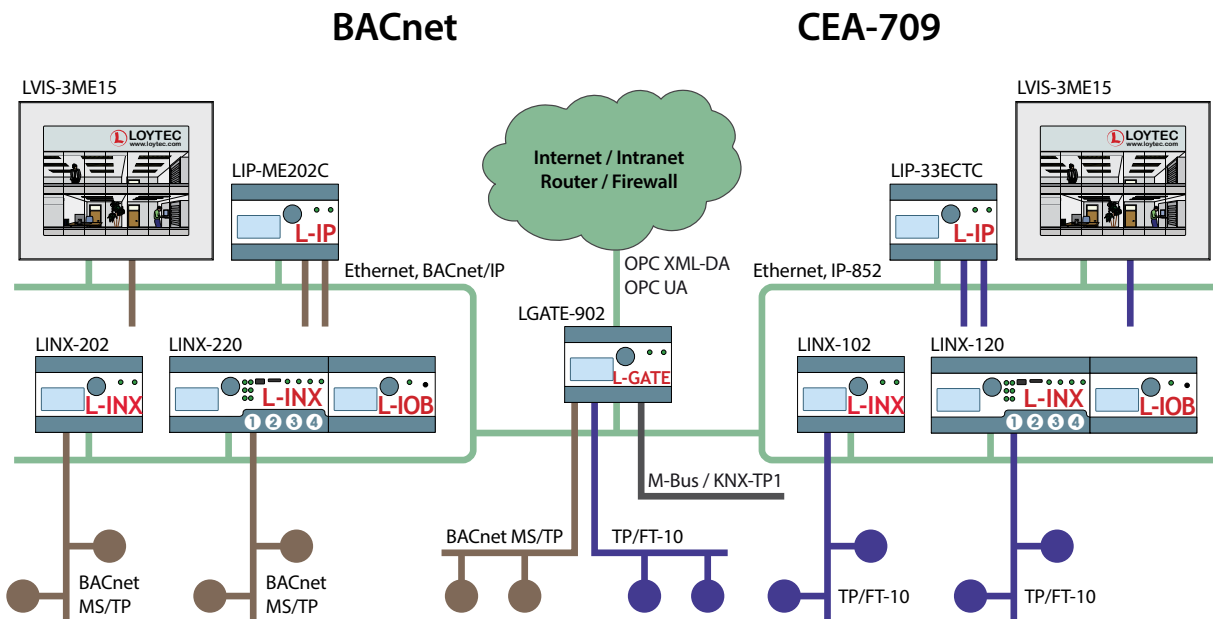 BACnet
CEA-709
LVIS-3ME15
LOYTEC
www.loytec.com
LIP-ME202C
L-IP
Ethernet, BACnet/IP
Internet / Intranet
Router / Firewall
OPC XML-DA
OPC UA
LIP-33ECTC
L-IP
Ethernet, IP-852
LVIS-3ME15
LOYTEC
www.loytec.com
LINX-202
L-INX
LINX-220
L-INX
1 2 3 4
L-IOB
LGATE-902
L-GATE
LINX-102
L-INX
LINX-120
L-INX
1 2 3 4
L-IOB
M-Bus / KNX-TP1
BACnet MS/TP
TP/FT-10
BACnet
MS/TP
BACnet
MS/TP
TP/FT-10
TP/FT-10